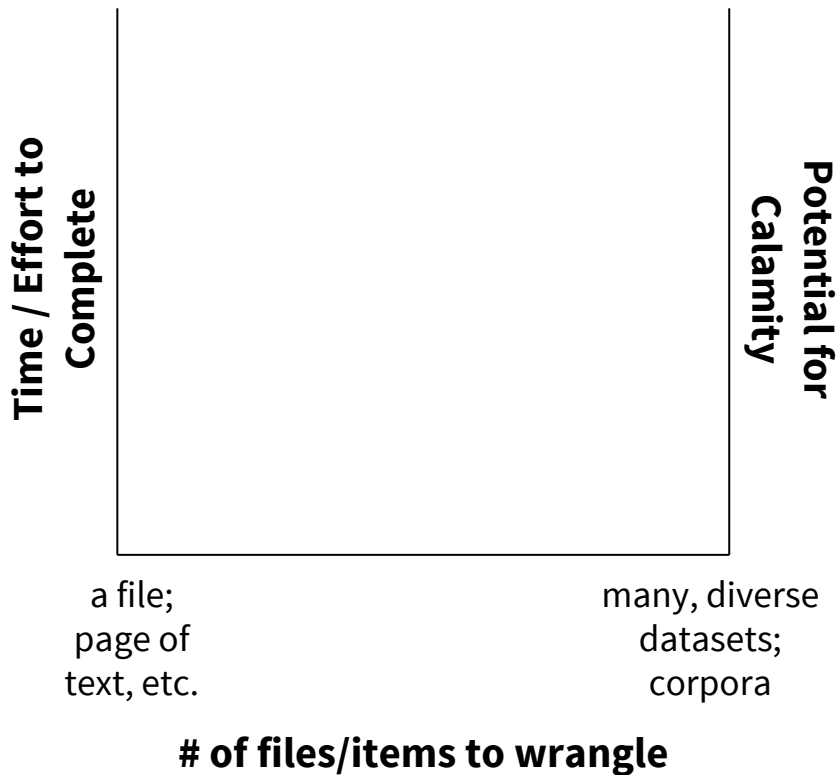 Time / Effort to
Complete
Potential for
Calamity
a file;
page of
text, etc.
many, diverse
datasets;
corpora
# of files/items to wrangle